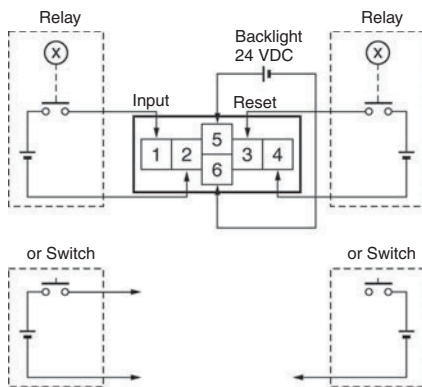 Relay
X
Backlight
24 VDC
Relay
X
Input
Reset
1
2
5
6
3
4
or Switch
or Switch